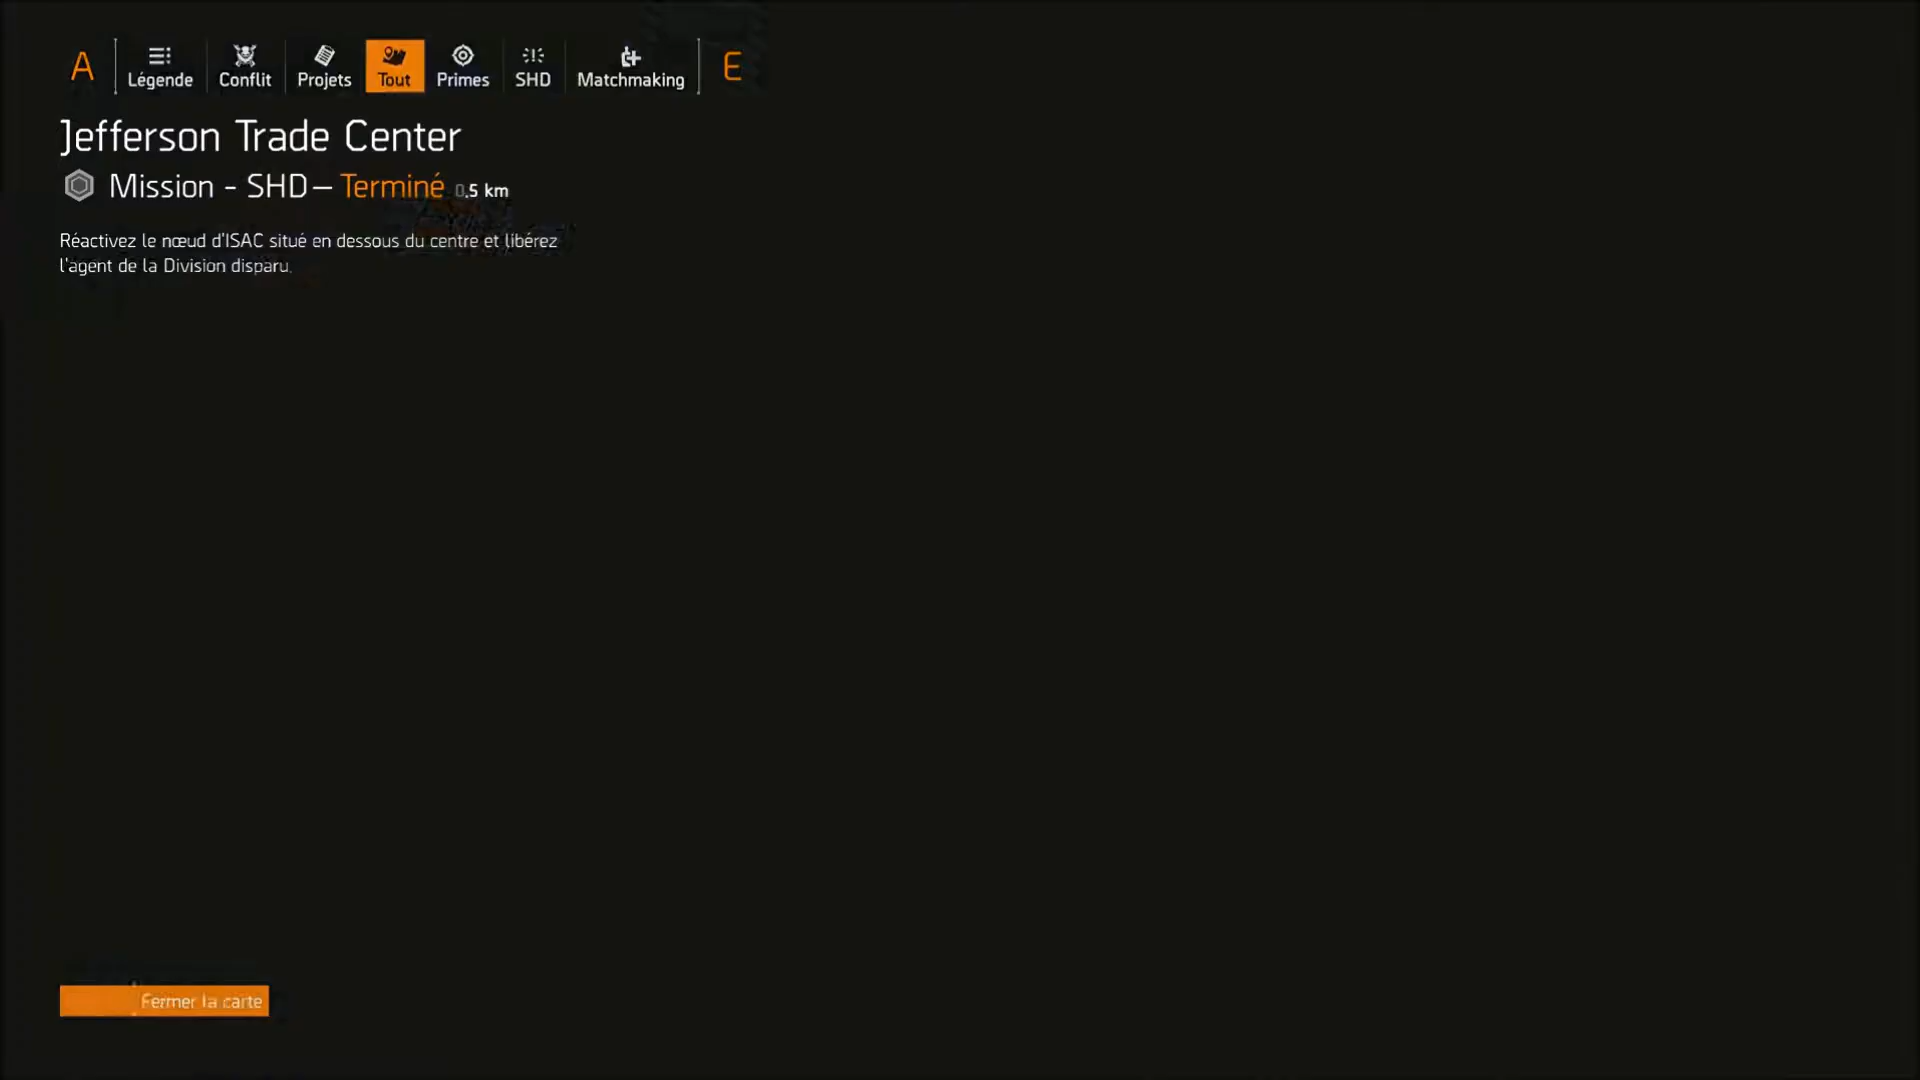 A Légende Conflit Projets Tout Primes SHD Matchmaking E
Jefferson Trade Center
Mission - SHD— Terminé 0.5 km
Réactivez le nœud d'ISAC situé en dessous du centre et libérez
l'agent de la Division disparu.
Fermer la carte